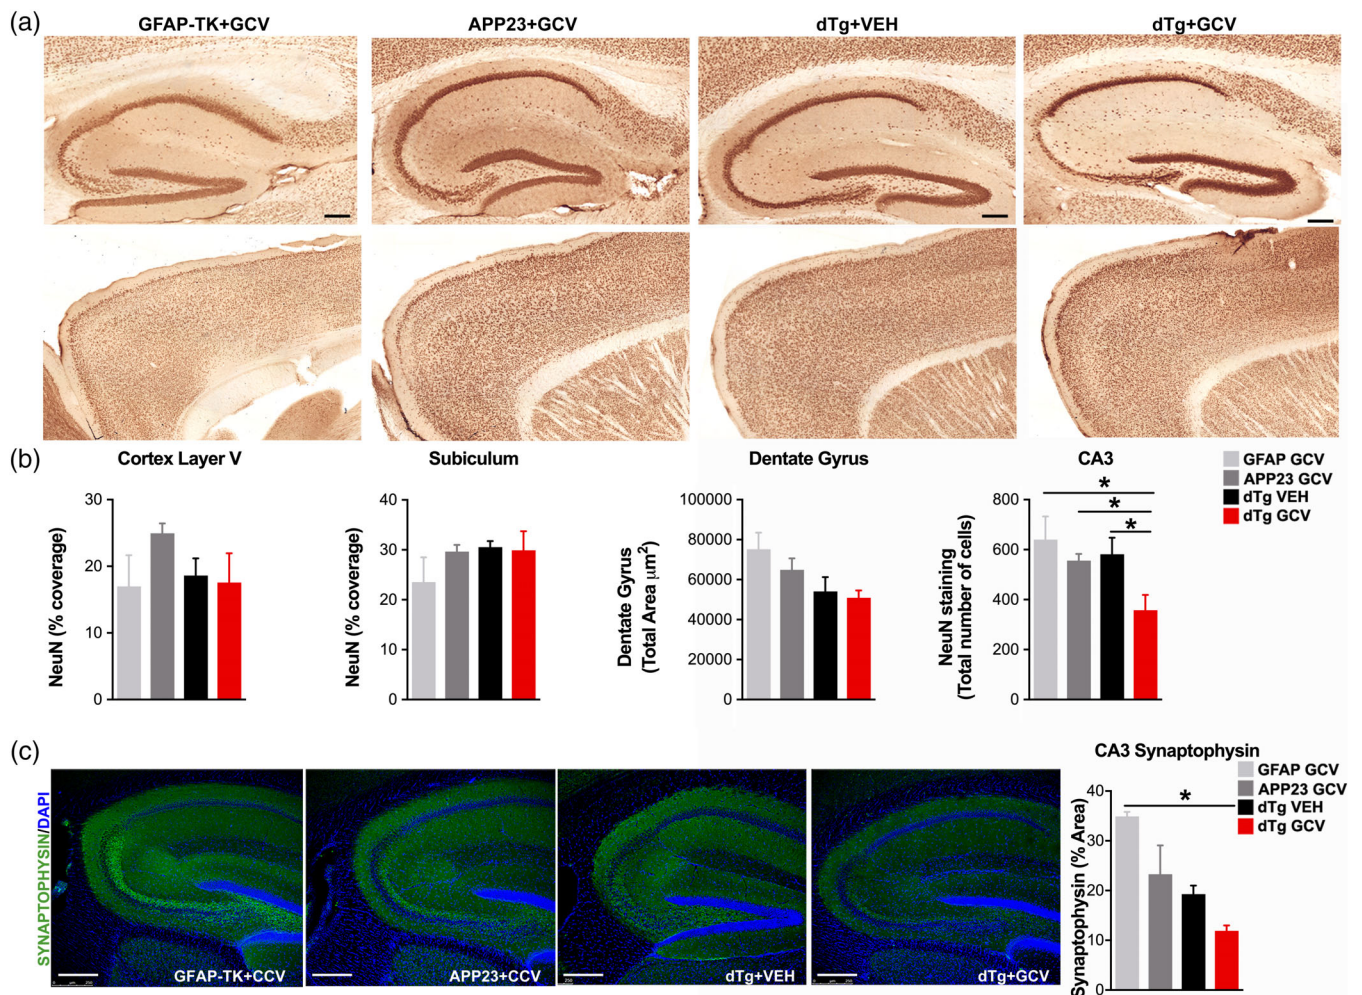 (a)
GFAP-TK+GCV
APP23+GCV
dTg+VEH
dTg+GCV
(b)
Cortex Layer V
NeuN (% coverage)
30
20
10
0
Subiculum
NeuN (% coverage)
40
30
20
10
0
Dentate Gyrus
Dentate Gyrus
(Total Area µm²)
100000
80000
60000
40000
20000
0
CA3
NeuN staining
(Total number of cells)
800
600
400
200
0
*
*
*
GFAP GCV
APP23 GCV
dTg VEH
dTg GCV
(c)
SYNAPTOPHYSIN/DAPI
GFAP-TK+CCV
APP23+CCV
dTg+VEH
dTg+GCV
CA3 Synaptophysin
GFAP GCV
APP23 GCV
dTg VEH
dTg GCV
Synaptophysin (% Area)
40
30
20
10
0
*